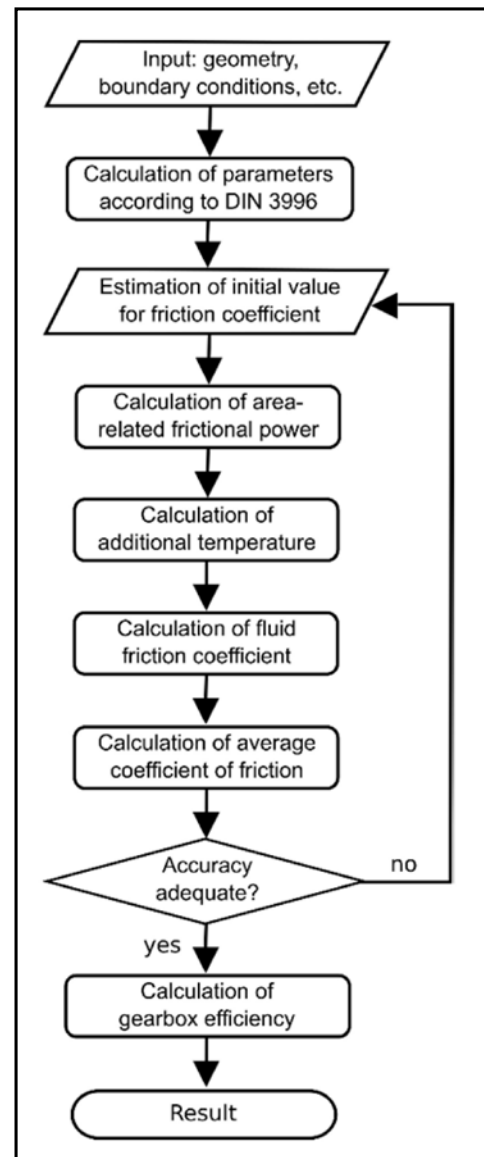 Input: geometry,
boundary conditions, etc.
Calculation of parameters
according to DIN 3996
Estimation of initial value
for friction coefficient
Calculation of area-
related frictional power
Calculation of
additional temperature
Calculation of fluid
friction coefficient
Calculation of average
coefficient of friction
Accuracy
adequate?
no
yes
Calculation of
gearbox efficiency
Result